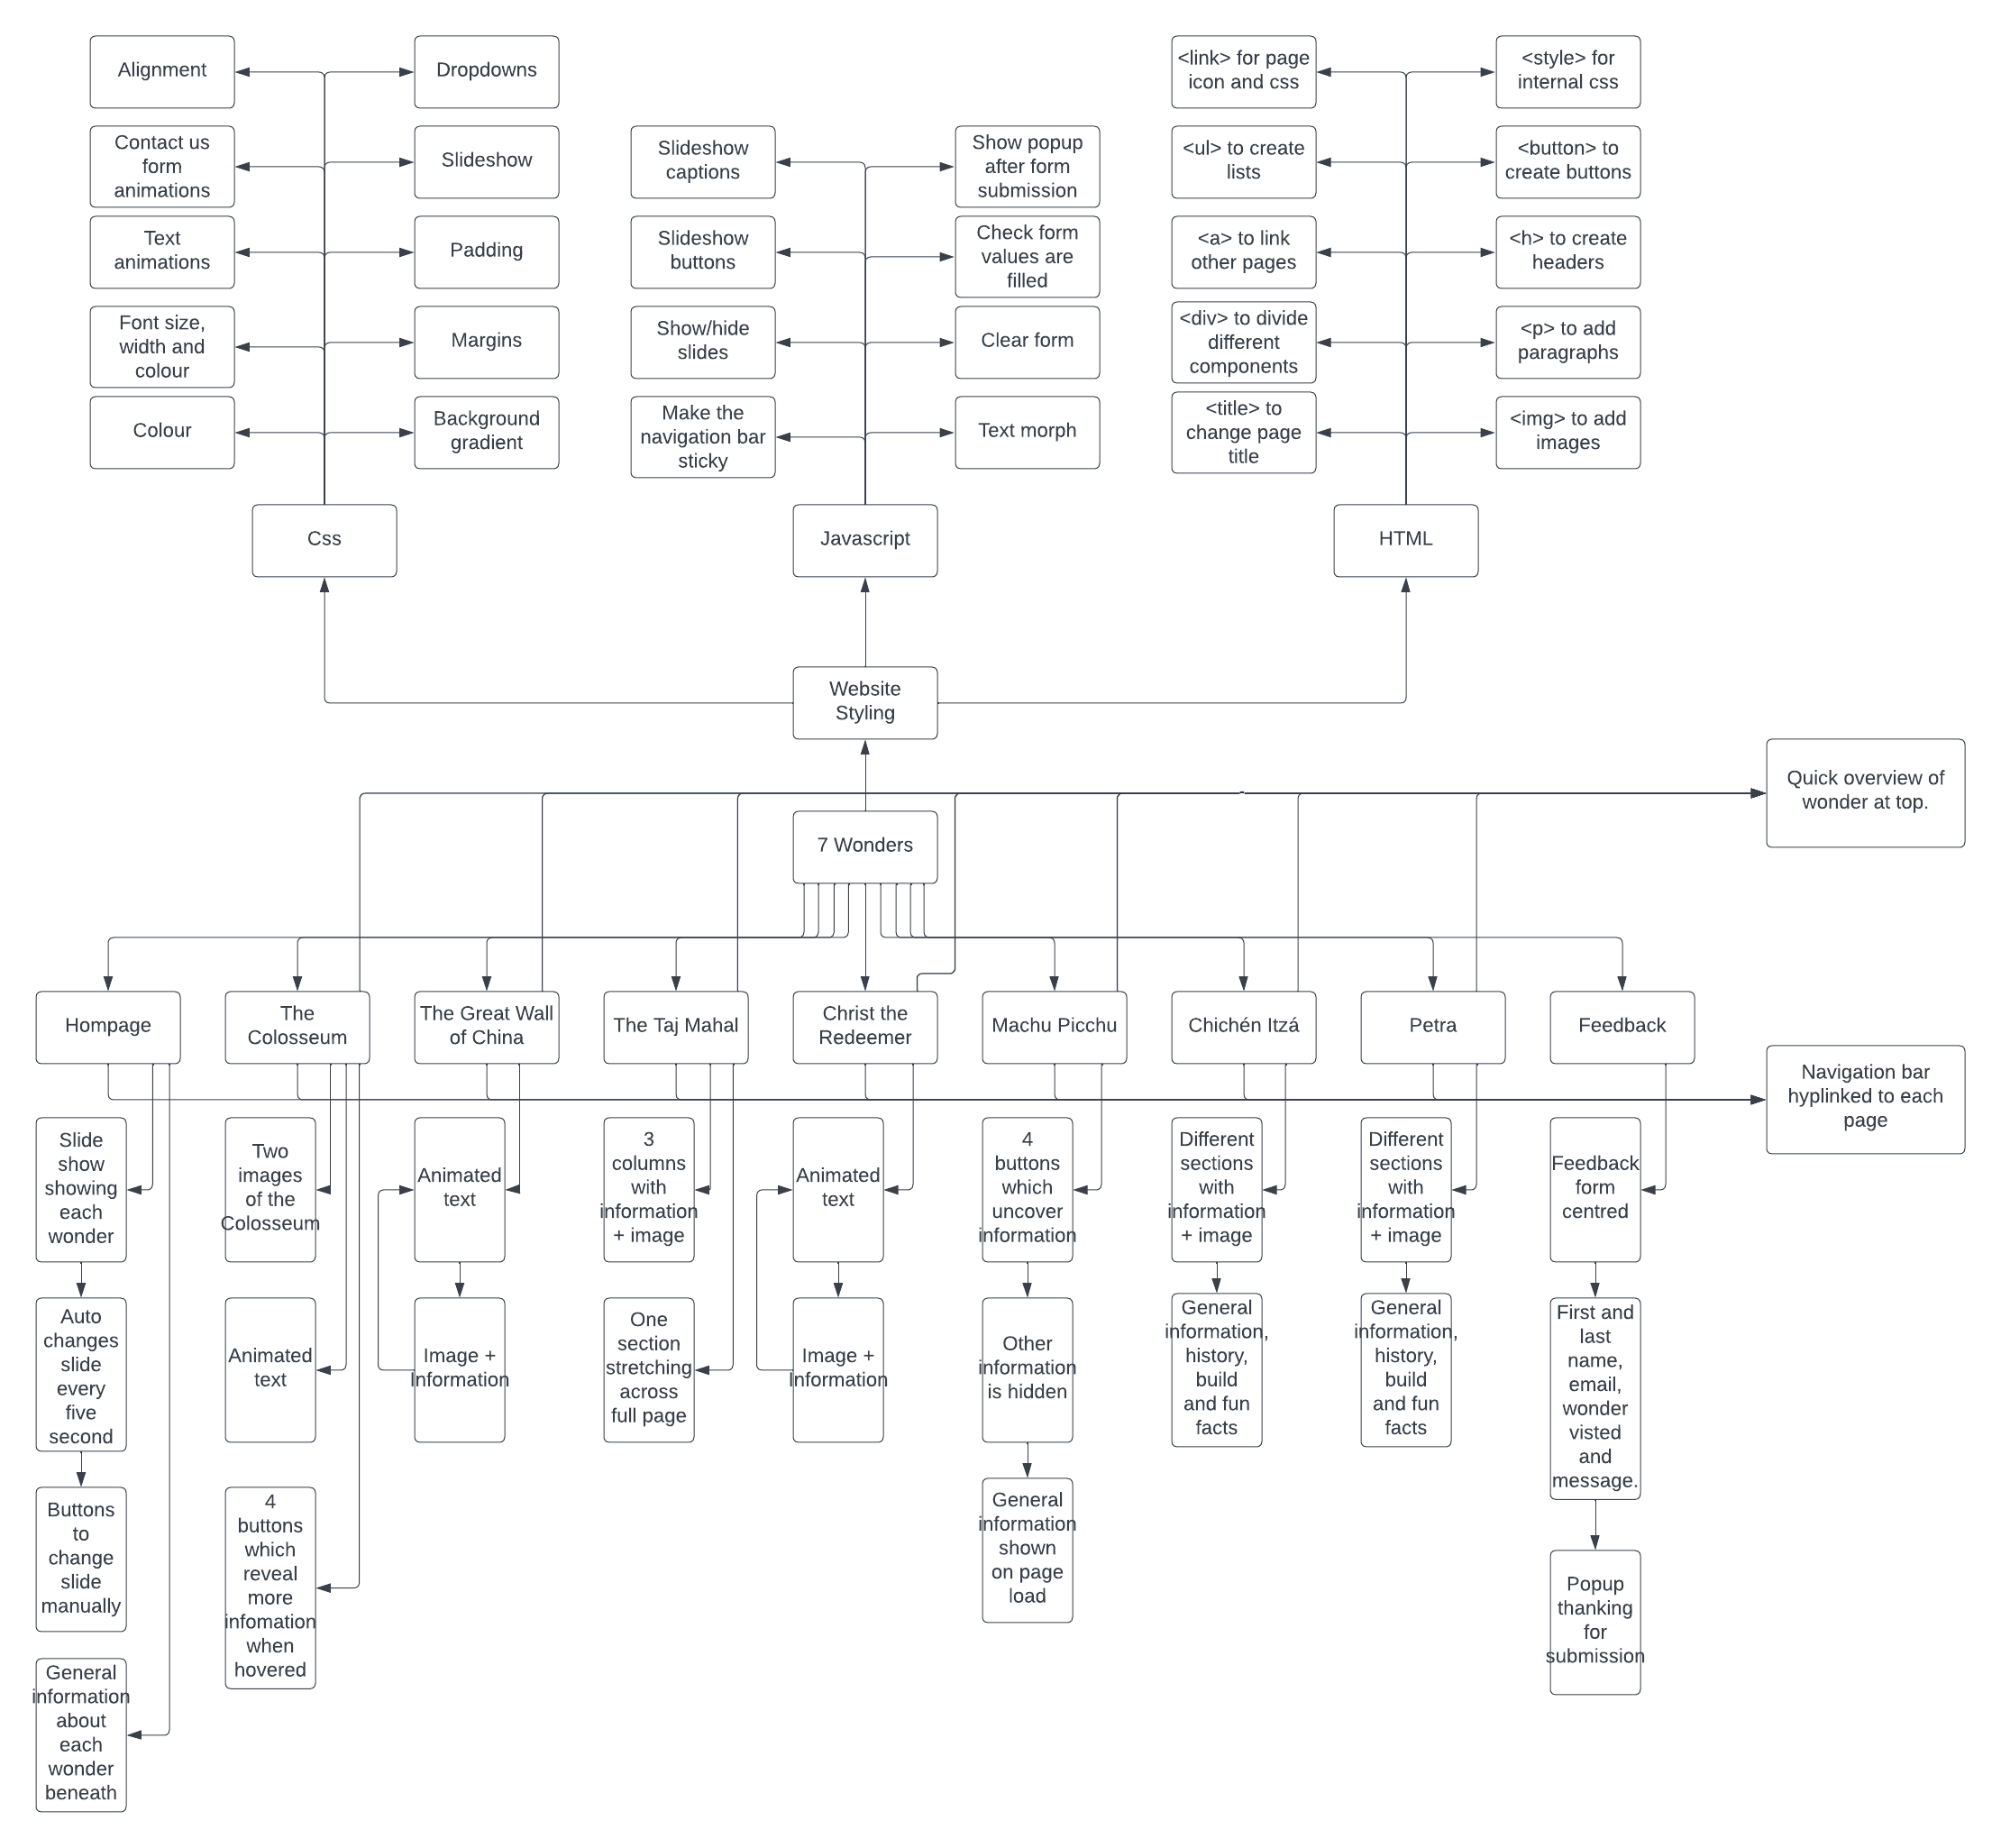 Alignment
Dropdowns
<link> for page
icon and css
<style> for
internal css
Contact us
form
animations
Slideshow
Slideshow
captions
Show popup
after form
submission
<ul> to create
lists
<button> to
create buttons
Text
animations
Padding
Slideshow
buttons
Check form
values are
filled
<a> to link
other pages
<h> to create
headers
Font size,
width and
colour
Margins
Show/hide
slides
Clear form
<div> to divide
different
components
<p> to add
paragraphs
Colour
Background
gradient
Make the
navigation bar
sticky
Text morph
<title> to
change page
title
<img> to add
images
Css
Javascript
HTML
Website
Styling
Quick overview of
wonder at top.
7 Wonders
Hompage
The
Colosseum
The Great Wall
of China
The Taj Mahal
Christ the
Redeemer
Machu Picchu
Chichén Itzá
Petra
Feedback
Navigation bar
hyplinked to each
page
Slide
show
showing
each
wonder
Two
images
of the
Colosseum
Animated
text
3
columns
with
information
+ image
Animated
text
4
buttons
which
uncover
information
Different
sections
with
information
+ image
Different
sections
with
information
+ image
Feedback
form
centred
Auto
changes
slide
every
five
second
Animated
text
Image +
Information
One
section
stretching
across
full page
Image +
Information
Other
information
is hidden
General
information,
history,
build
and fun
facts
General
information,
history,
build
and fun
facts
First and
last
name,
email,
wonder
visted
and
message.
Buttons
to
change
slide
manually
4
buttons
which
reveal
more
infomation
when
hovered
General
information
shown
on page
load
Popup
thanking
for
submission
General
information
about
each
wonder
beneath